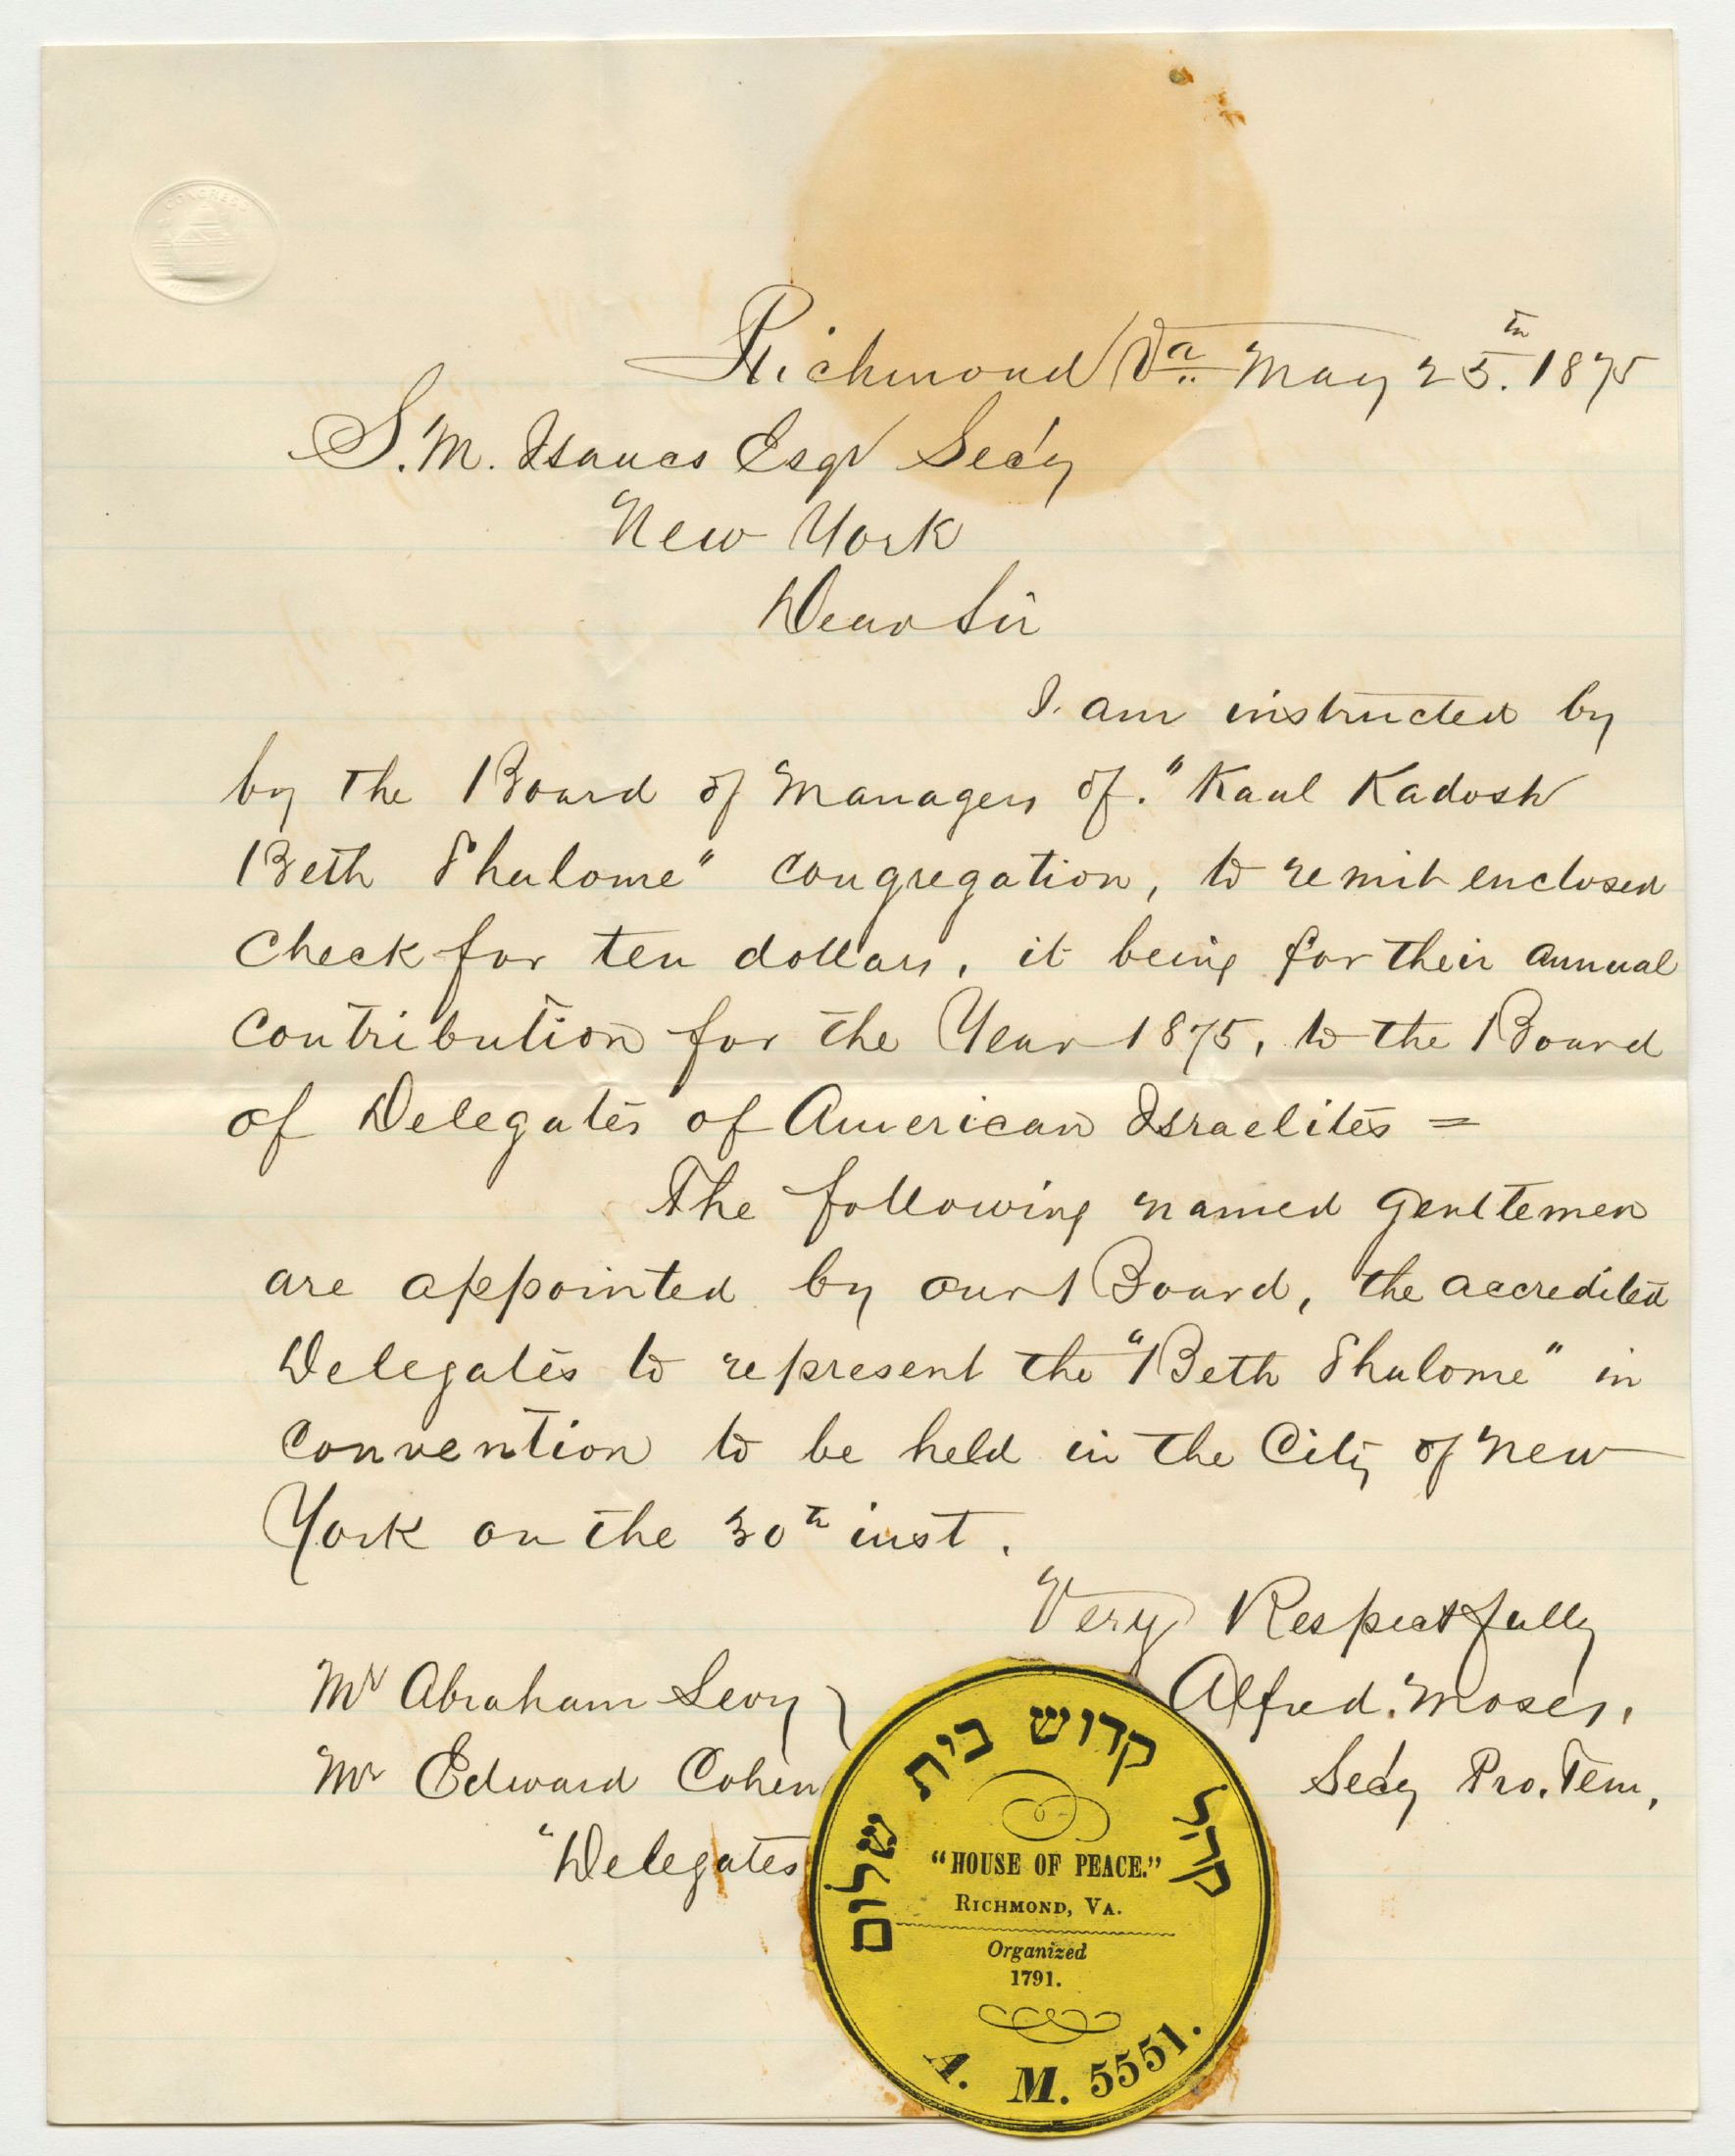 CONGRESS
Richmond Va May 25th. 1875
S. M. Isaacs Esqr Sec'y
New York
Dear Sir
I am instructed by
by the Board of Managers of. "Kaal Kadosh
Beth Shalome" congregation, to remit enclosed
Check for ten dollars, it being for their annual
Contribution for the Year 1875, to the Board
of Delegates of American Israelites =
The following named gentlemen
are appointed by our Board, the accredited
Delegates to represent the "Beth Shalome" in
Convention to be held in the City of New
York on the 30th inst.
Very Respectfully
Alfred. Moses,
Sec'y Pro. Tem,
Mr Abraham Levy
Mr Edward Cohen
"Delegates
קהל קדוש בית שלום
"HOUSE OF PEACE."
RICHMOND, VA.
Organized
1791.
A. M. 5551.